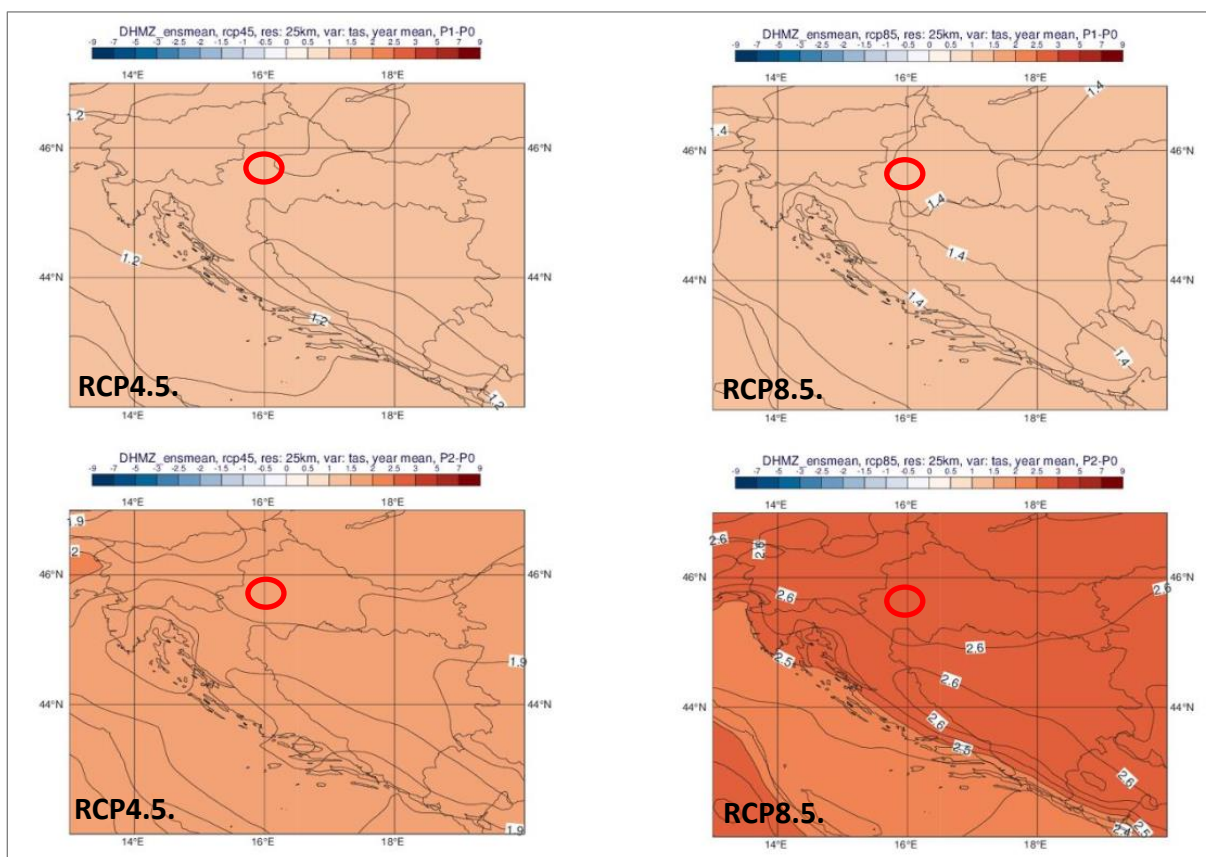 DHMZ_ensmean, rcp45, res: 25km, var: tas, year mean, P1-P0
-9 -7 -5 -3 -2.5 -2 -1.5 -1 -0.5 0 0.5 1 1.5 2 2.5 3 5 7 9
14°E 16°E 18°E
1.2
46°N 46°N
1.2
44°N 44°N
1.2
RCP4.5.
1.2
14°E 16°E 18°E
DHMZ_ensmean, rcp85, res: 25km, var: tas, year mean, P1-P0
-9 -7 -5 -3 -2.5 -2 -1.5 -1 -0.5 0 0.5 1 1.5 2 2.5 3 5 7 9
14°E 16°E 18°E
1.4
1.4
46°N 46°N
1.4
1.4
1.4
44°N 44°N
1.4
1.4
RCP8.5.
14°E 16°E 18°E
DHMZ_ensmean, rcp45, res: 25km, var: tas, year mean, P2-P0
-9 -7 -5 -3 -2.5 -2 -1.5 -1 -0.5 0 0.5 1 1.5 2 2.5 3 5 7 9
14°E 16°E 18°E
1.9
2
46°N 46°N
1.9
44°N 44°N
RCP4.5.
1.9
14°E 16°E 18°E
DHMZ_ensmean, rcp85, res: 25km, var: tas, year mean, P2-P0
-9 -7 -5 -3 -2.5 -2 -1.5 -1 -0.5 0 0.5 1 1.5 2 2.5 3 5 7 9
14°E 16°E 18°E
2.6
2.6
46°N 46°N
2.6
2.6
2.6
2.5
2.6
44°N 44°N
2.6
2.5
2.6
RCP8.5.
2.4
2.5
14°E 16°E 18°E